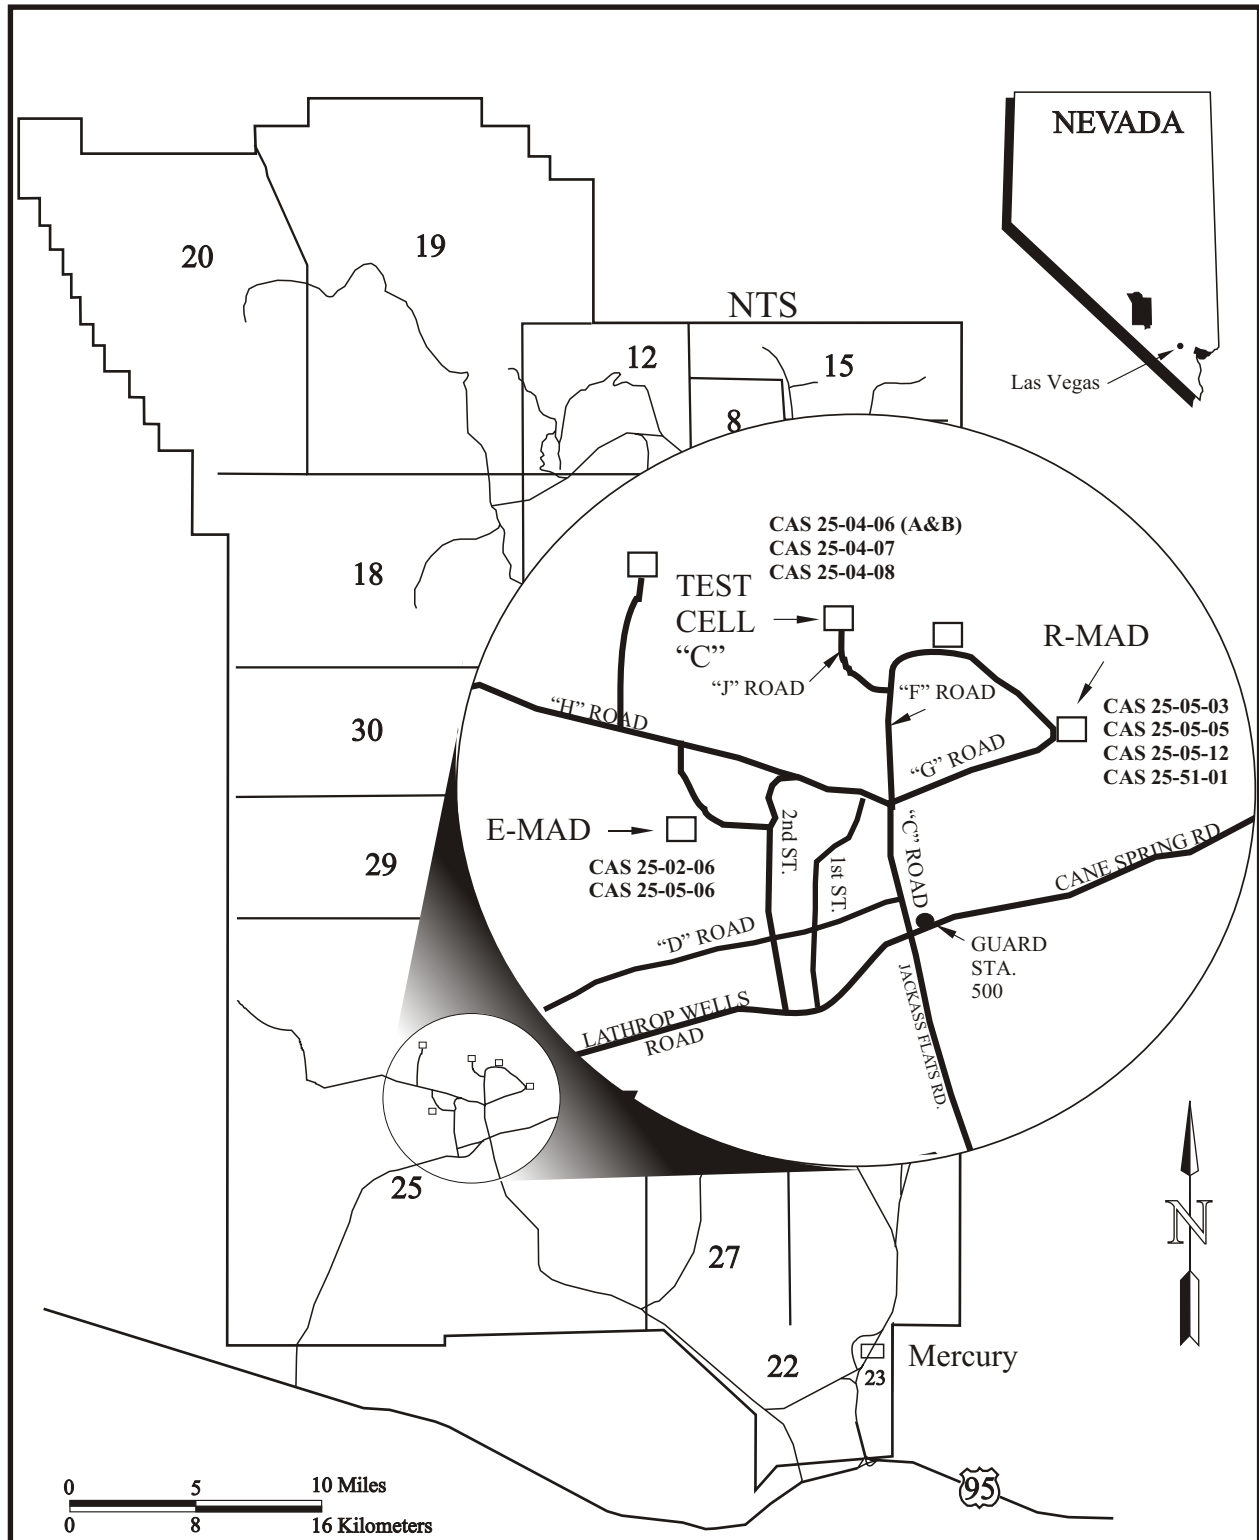 NEVADA
Las Vegas
20
19
NTS
12
15
8
18
30
29
25
27
22
23
Mercury
CAS 25-04-06 (A&B)
CAS 25-04-07
CAS 25-04-08
TEST
CELL
“C”
“J” ROAD
“F” ROAD
R-MAD
CAS 25-05-03
CAS 25-05-05
CAS 25-05-12
CAS 25-51-01
“H” ROAD
“G” ROAD
E-MAD
CAS 25-02-06
CAS 25-05-06
2nd ST.
1st ST.
“C” ROAD
CANE SPRING RD
“D” ROAD
GUARD
STA.
500
LATHROP WELLS
ROAD
JACKASS FLATS RD.
N
95
0 5 10 Miles
0 8 16 Kilometers